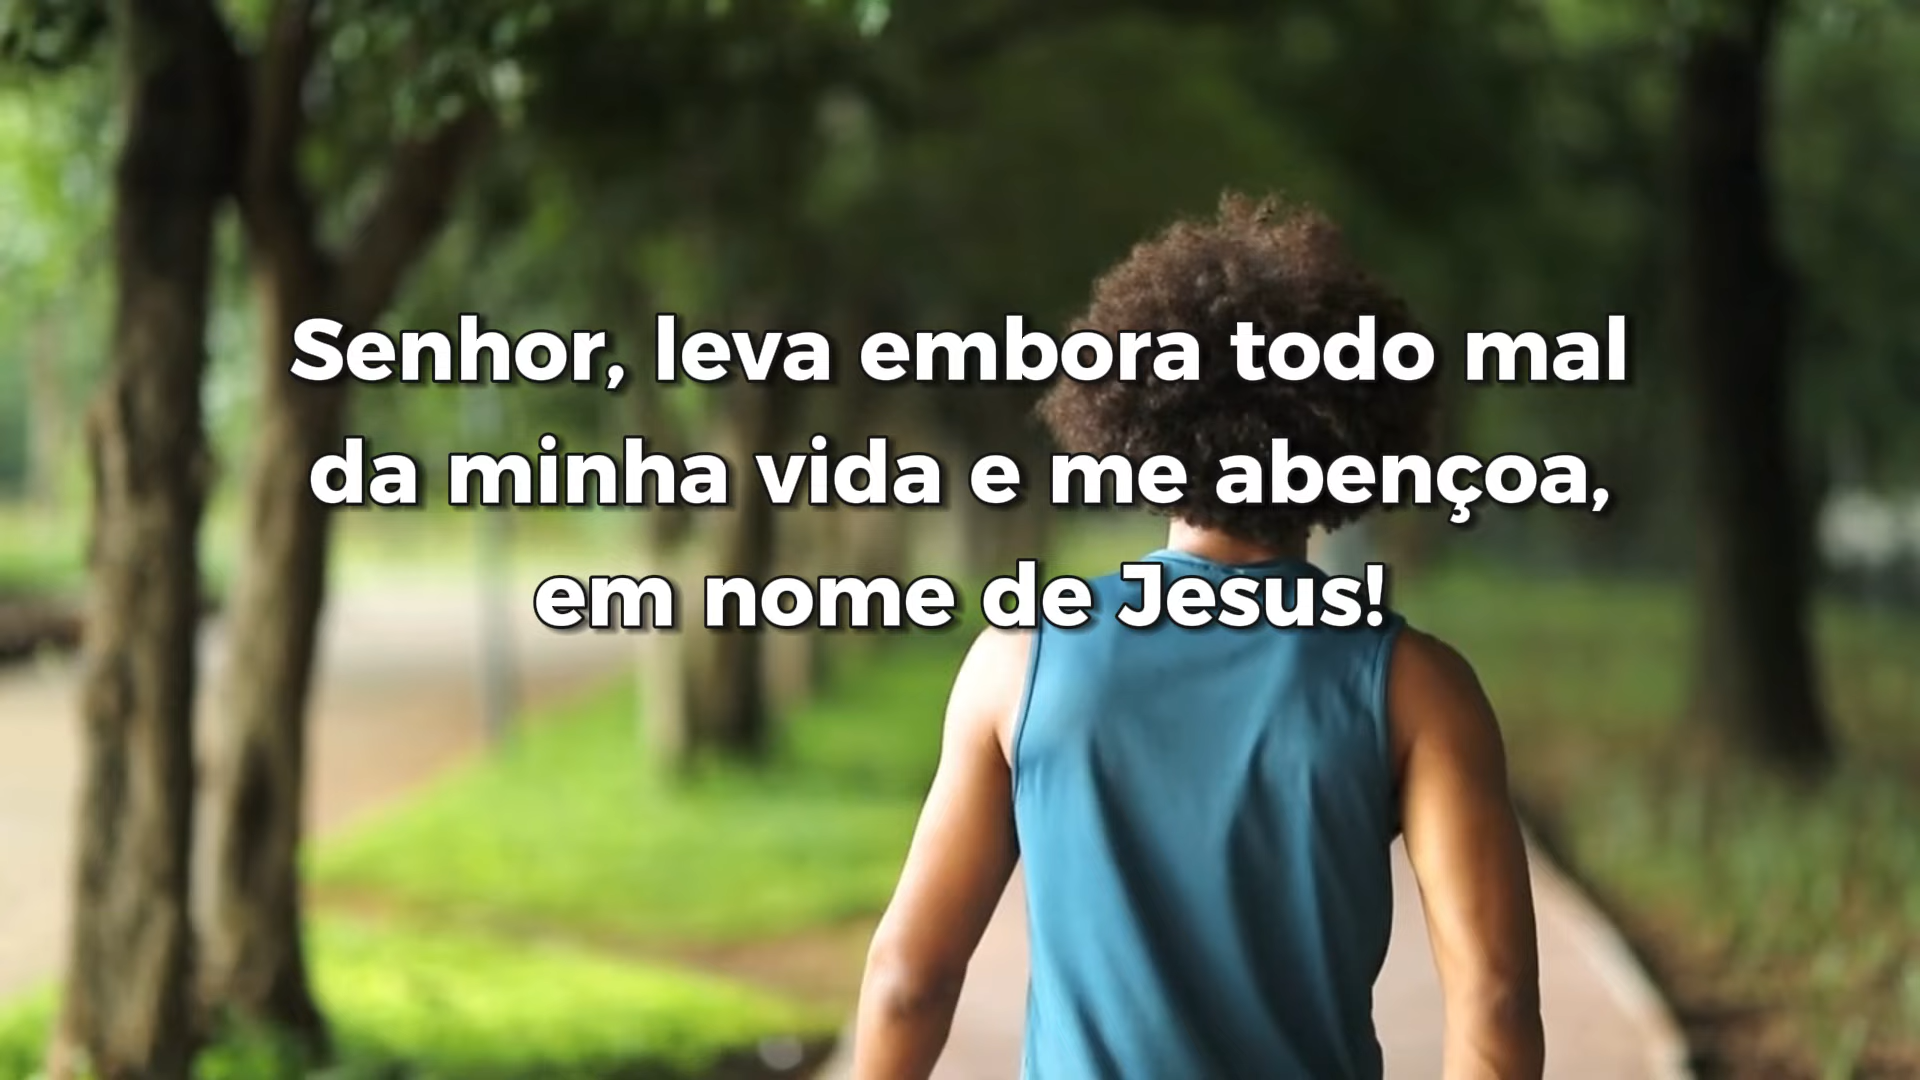 Senhor, leva embora todo mal
da minha vida e me abençoa,
em nome de Jesus!